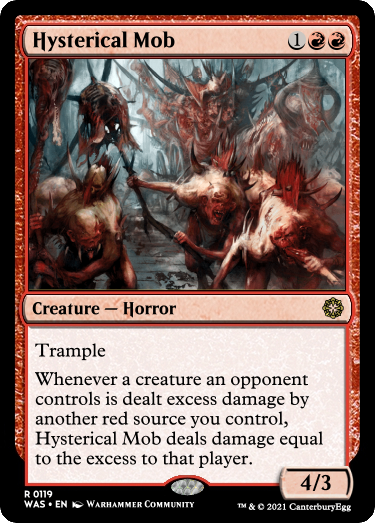 Hysterical Mob 1
Creature — Horror
Trample
Whenever a creature an opponent
controls is dealt excess damage by
another red source you control,
Hysterical Mob deals damage equal
to the excess to that player.
4/3
R 0119
WAS • EN Warhammer Community
™ & © 2021 CanterburyEgg